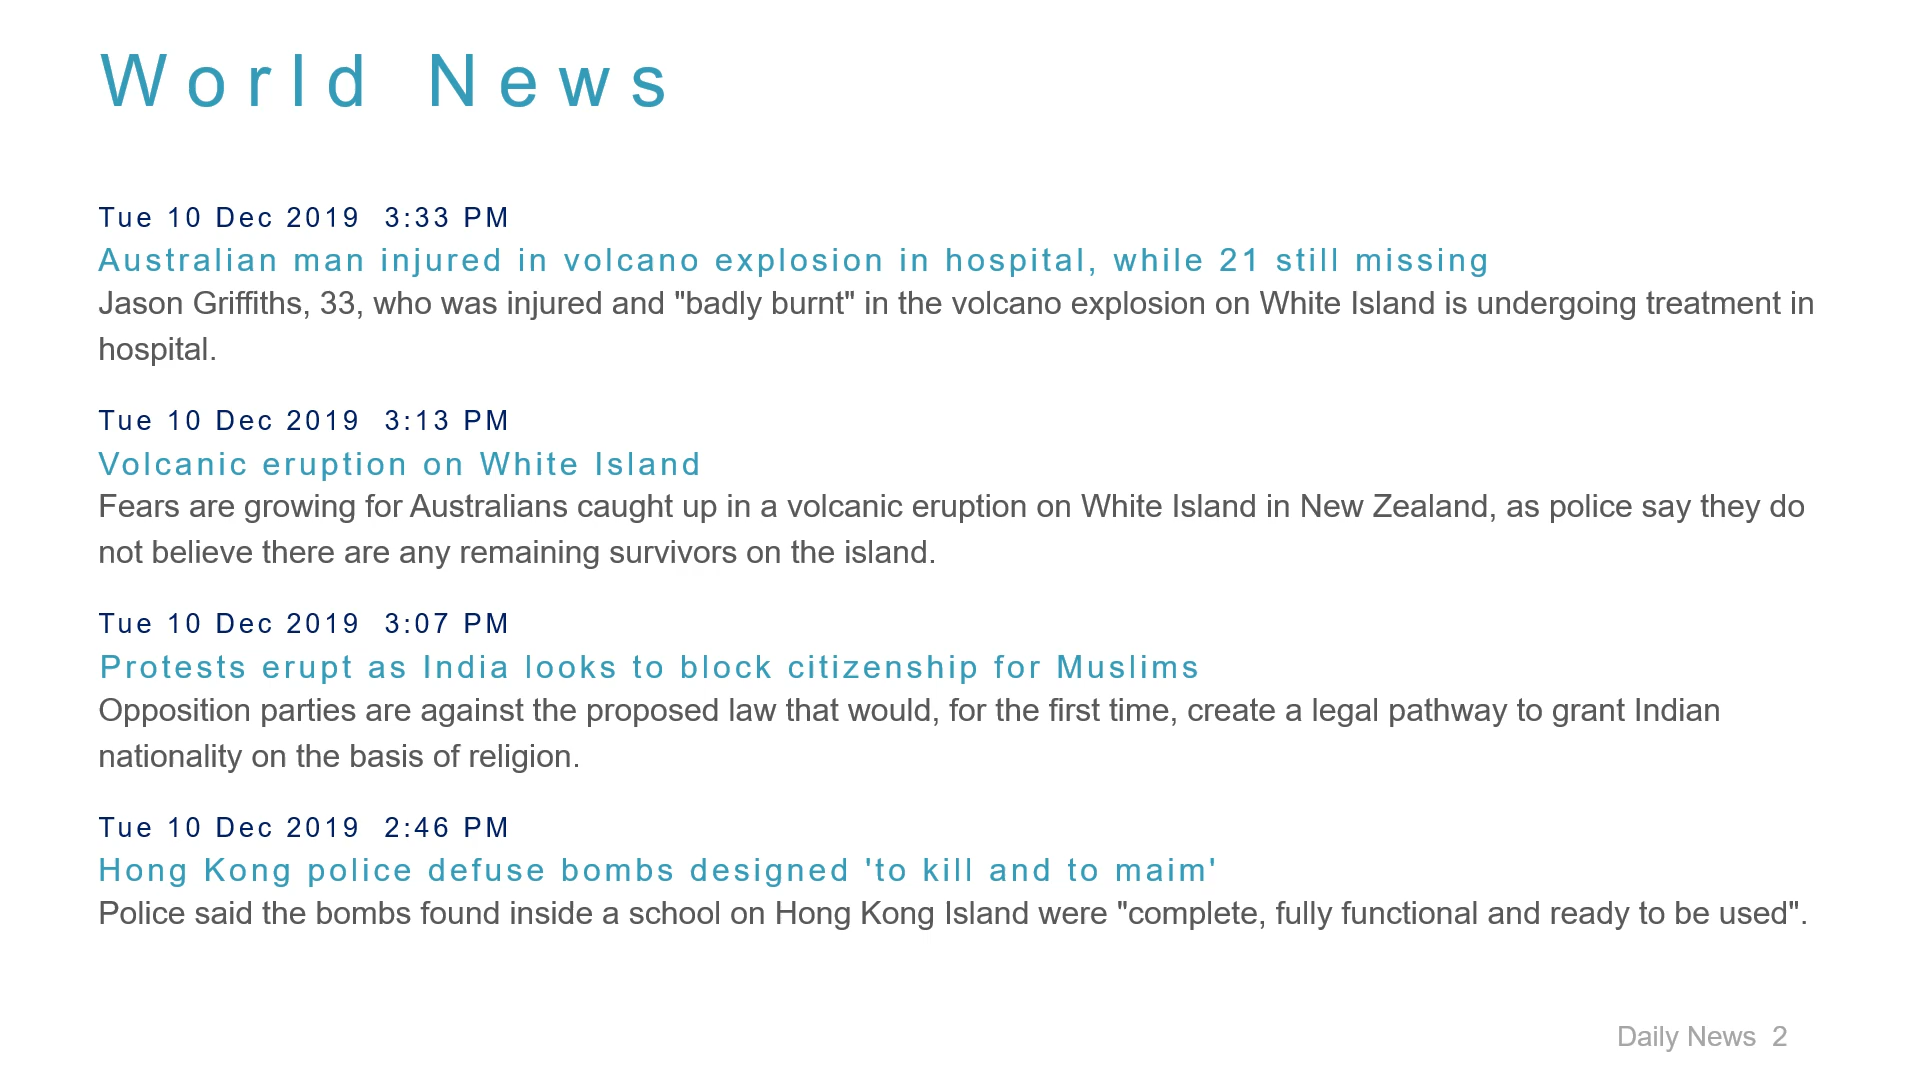 World News
Tue 10 Dec 2019  3:33 PM
Australian man injured in volcano explosion in hospital, while 21 still missing
Jason Griffiths, 33, who was injured and "badly burnt" in the volcano explosion on White Island is undergoing treatment in
hospital.
Tue 10 Dec 2019  3:13 PM
Volcanic eruption on White Island
Fears are growing for Australians caught up in a volcanic eruption on White Island in New Zealand, as police say they do
not believe there are any remaining survivors on the island.
Tue 10 Dec 2019  3:07 PM
Protests erupt as India looks to block citizenship for Muslims
Opposition parties are against the proposed law that would, for the first time, create a legal pathway to grant Indian
nationality on the basis of religion.
Tue 10 Dec 2019  2:46 PM
Hong Kong police defuse bombs designed 'to kill and to maim'
Police said the bombs found inside a school on Hong Kong Island were "complete, fully functional and ready to be used".
Daily News  2